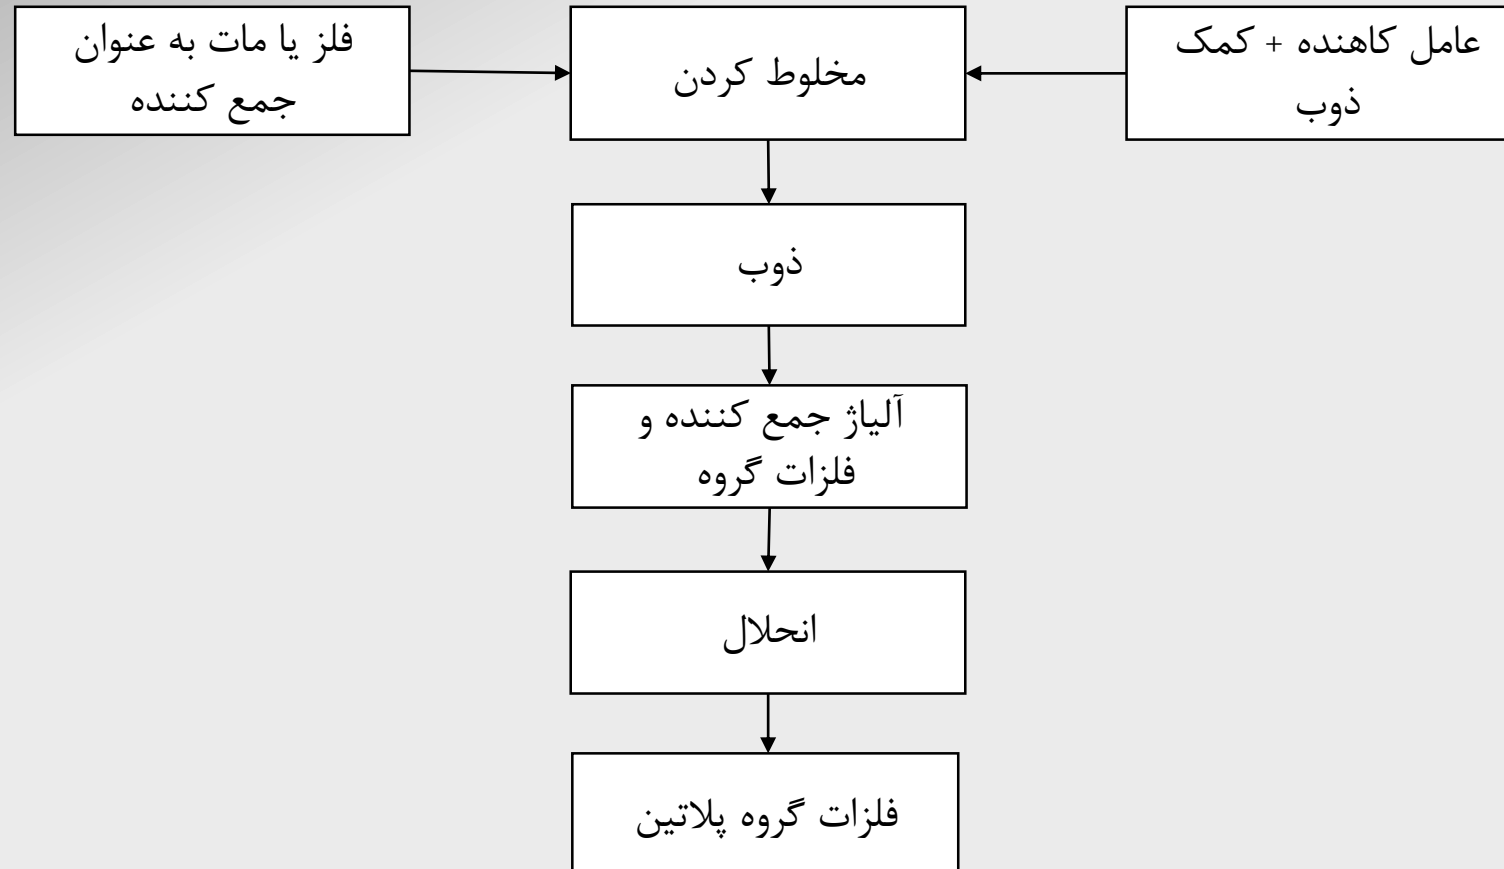 عامل کاهنده + کمک
ذوب
مخلوط کردن
فلز یا مات به عنوان
جمع کننده
ذوب
آلیاژ جمع کننده و
فلزات گروه
انحلال
فلزات گروه پلاتین